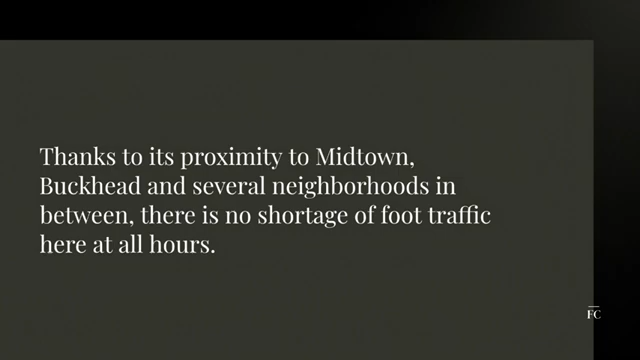 Thanks to its proximity to Midtown,
Buckhead and several neighborhoods in
between, there is no shortage of foot traffic
here at all hours.
FC